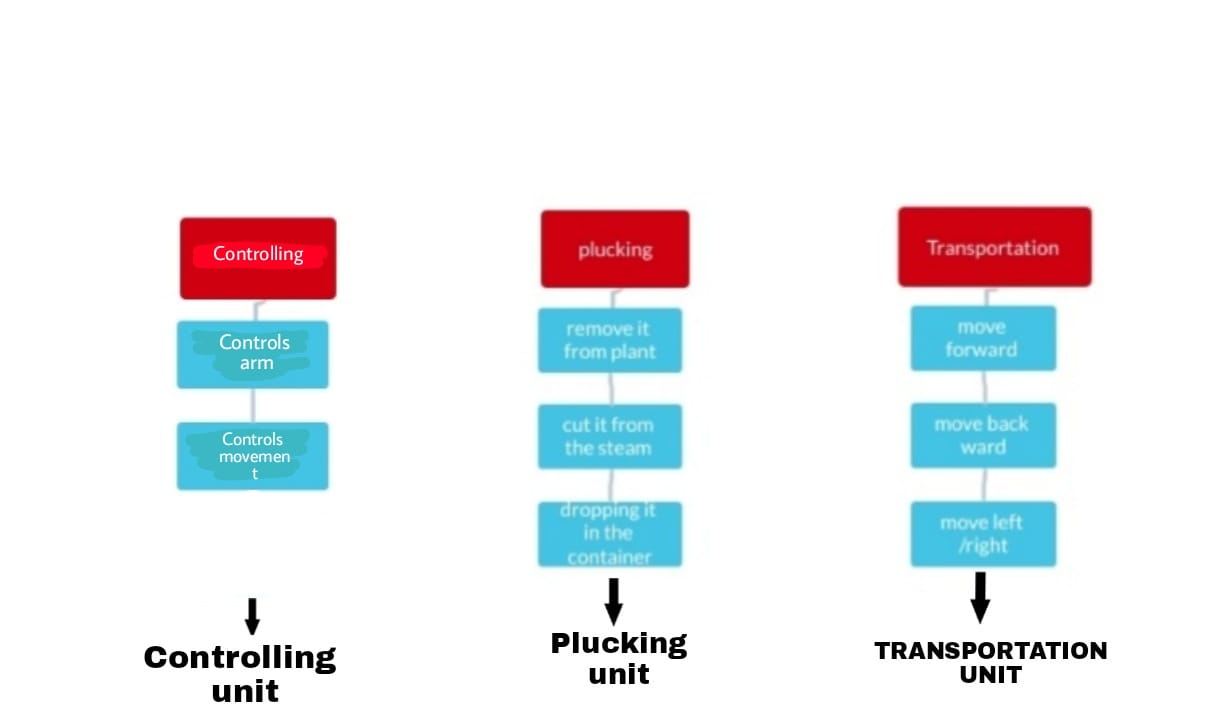 Controlling
Controls
arm
Controls
movemen
t
Controlling
unit
plucking
remove it
from plant
cut it from
the steam
dropping it
in the
container
Plucking
unit
Transportation
move
forward
move back
ward
move left
/right
TRANSPORTATION
UNIT